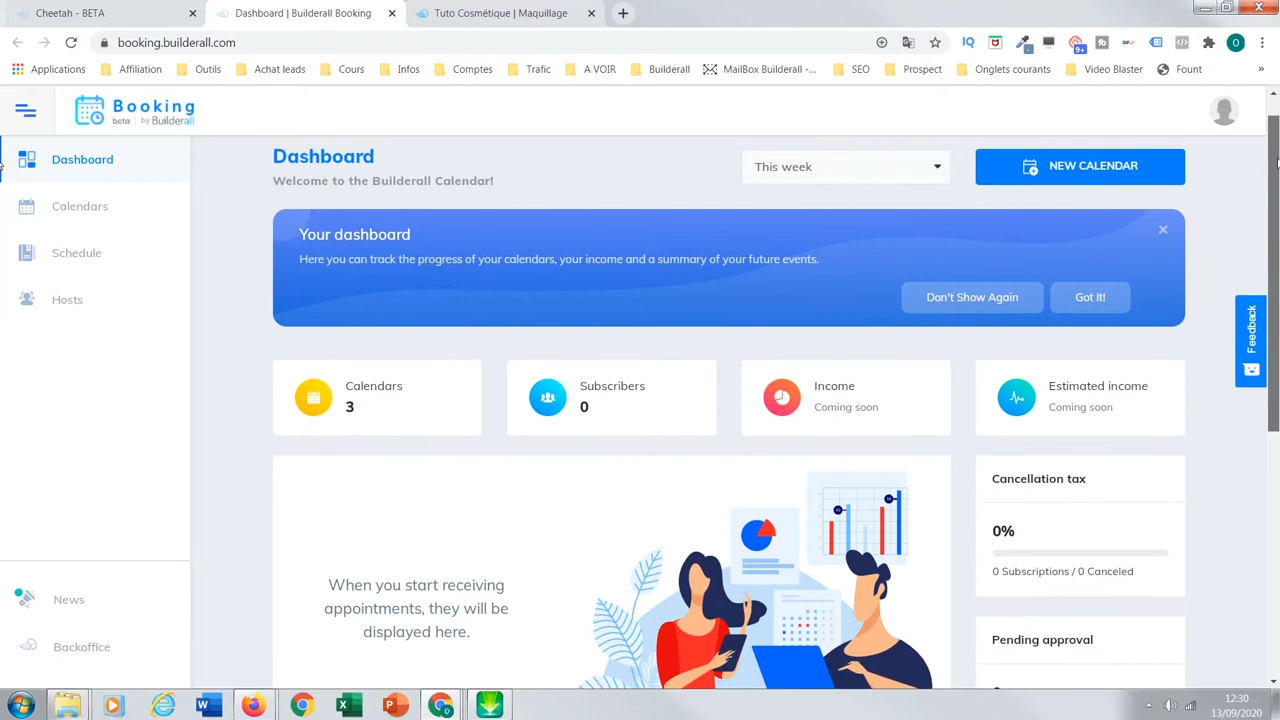 Cheetah - BETA
Dashboard | Builderall Booking
Tuto Cosmétique | Maquillage
booking.builderall.com
IQ
9+
O
Applications
Affiliation
Outils
Achat leads
Cours
Infos
Comptes
Trafic
A VOIR
Builderall
MailBox Builderall -...
SEO
Prospect
Onglets courants
Video Blaster
Fount
»
Booking
beta | by Builderall
Dashboard
Calendars
Schedule
Hosts
News
Backoffice
Dashboard
Welcome to the Builderall Calendar!
This week
NEW CALENDAR
Your dashboard
Here you can track the progress of your calendars, your income and a summary of your future events.
Don't Show Again
Got It!
Feedback
Calendars
3
Subscribers
0
Income
Coming soon
Estimated income
Coming soon
When you start receiving
appointments, they will be
displayed here.
Cancellation tax
0%
0 Subscriptions / 0 Canceled
Pending approval
12:30
13/09/2020